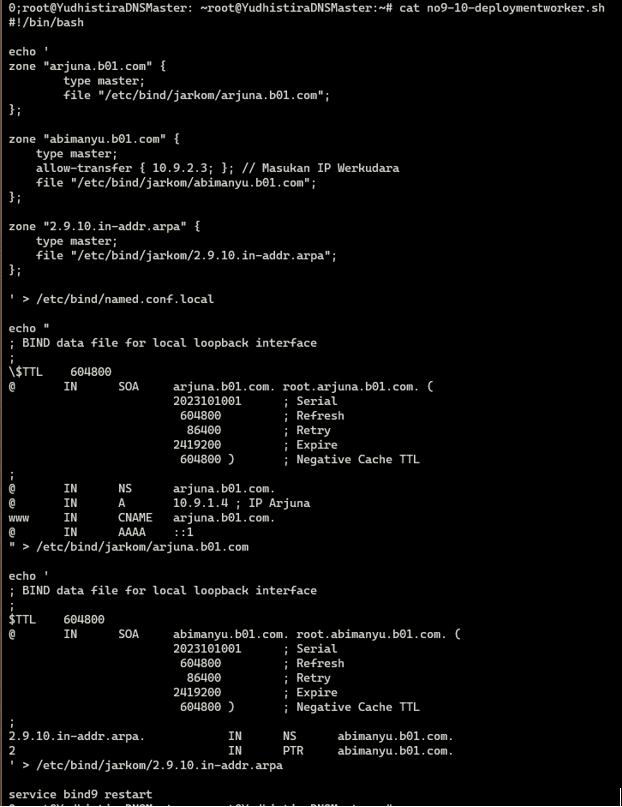 0;root@YudhistiraDNSMaster: ~root@YudhistiraDNSMaster:~# cat no9-10-deploymentworker.sh
#!/bin/bash

echo '
zone "arjuna.b01.com" {
        type master;
        file "/etc/bind/jarkom/arjuna.b01.com";
};

zone "abimanyu.b01.com" {
    type master;
    allow-transfer { 10.9.2.3; }; // Masukan IP Werkudara
    file "/etc/bind/jarkom/abimanyu.b01.com";
};

zone "2.9.10.in-addr.arpa" {
    type master;
    file "/etc/bind/jarkom/2.9.10.in-addr.arpa";
};

' > /etc/bind/named.conf.local

echo "
; BIND data file for local loopback interface
;
\$TTL    604800
@       IN      SOA     arjuna.b01.com. root.arjuna.b01.com. (
                        2023101001      ; Serial
                         604800         ; Refresh
                          86400         ; Retry
                        2419200         ; Expire
                         604800 )       ; Negative Cache TTL
;
@       IN      NS      arjuna.b01.com.
@       IN      A       10.9.1.4 ; IP Arjuna
www     IN      CNAME   arjuna.b01.com.
@       IN      AAAA    ::1
" > /etc/bind/jarkom/arjuna.b01.com

echo '
; BIND data file for local loopback interface
;
$TTL    604800
@       IN      SOA     abimanyu.b01.com. root.abimanyu.b01.com. (
                        2023101001      ; Serial
                         604800         ; Refresh
                          86400         ; Retry
                        2419200         ; Expire
                         604800 )       ; Negative Cache TTL
;
2.9.10.in-addr.arpa.            IN      NS      abimanyu.b01.com.
2                               IN      PTR     abimanyu.b01.com.
' > /etc/bind/jarkom/2.9.10.in-addr.arpa

service bind9 restart